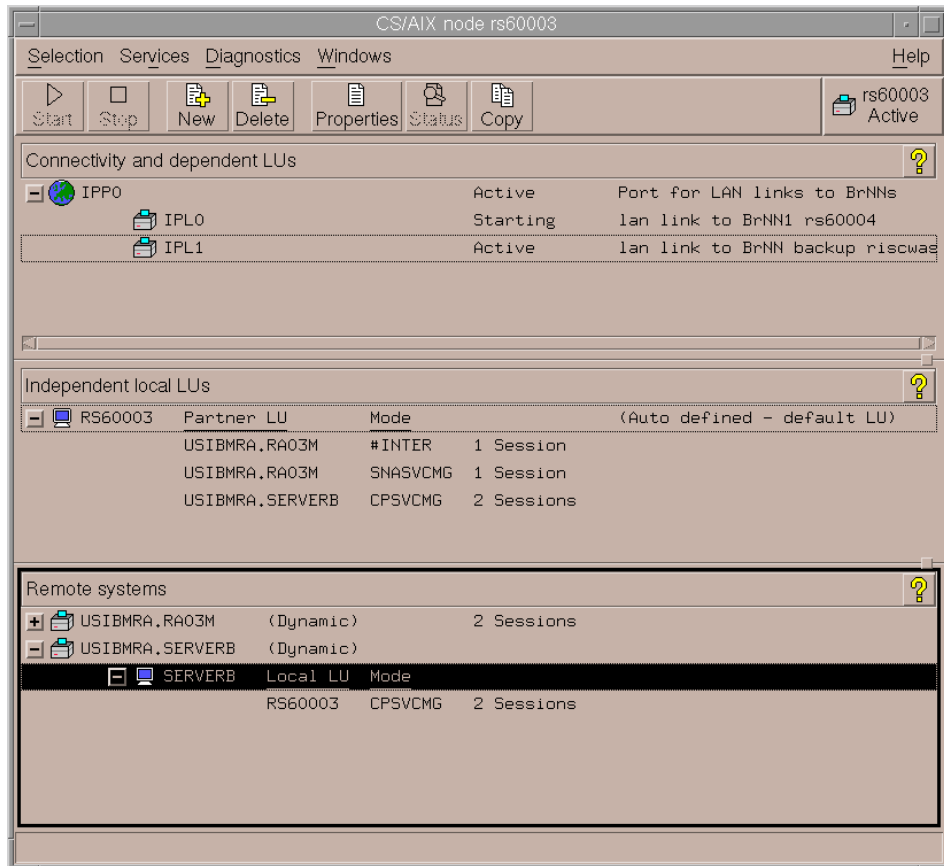 CS/AIX node rs60003
Selection Services Diagnostics Windows Help
Start Stop New Delete Properties Status Copy rs60003 Active
Connectivity and dependent LUs
IPP0 Active Port for LAN links to BrNNs
IPL0 Starting lan link to BrNN1 rs60004
IPL1 Active lan link to BrNN backup riscwas
Independent local LUs
RS60003 Partner LU Mode (Auto defined - default LU)
USIBMRA.RA03M #INTER 1 Session
USIBMRA.RA03M SNASVCMG 1 Session
USIBMRA.SERVERB CPSVCMG 2 Sessions
Remote systems
USIBMRA.RA03M (Dynamic) 2 Sessions
USIBMRA.SERVERB (Dynamic)
SERVERB Local LU Mode
RS60003 CPSVCMG 2 Sessions